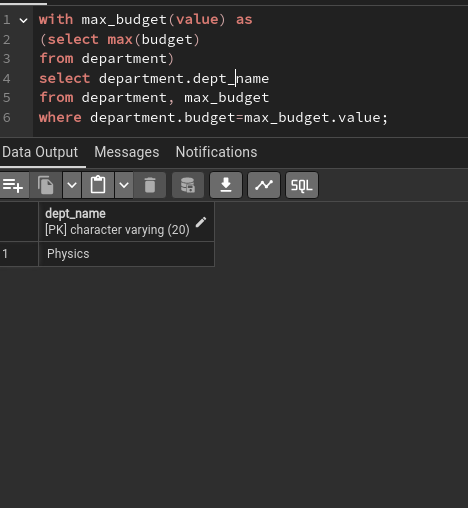 1 with max_budget(value) as
2 (select max(budget)
3 from department)
4 select department.dept_name
5 from department, max_budget
6 where department.budget=max_budget.value;
Data Output Messages Notifications
SQL
dept_name
[PK] character varying (20)
1 Physics